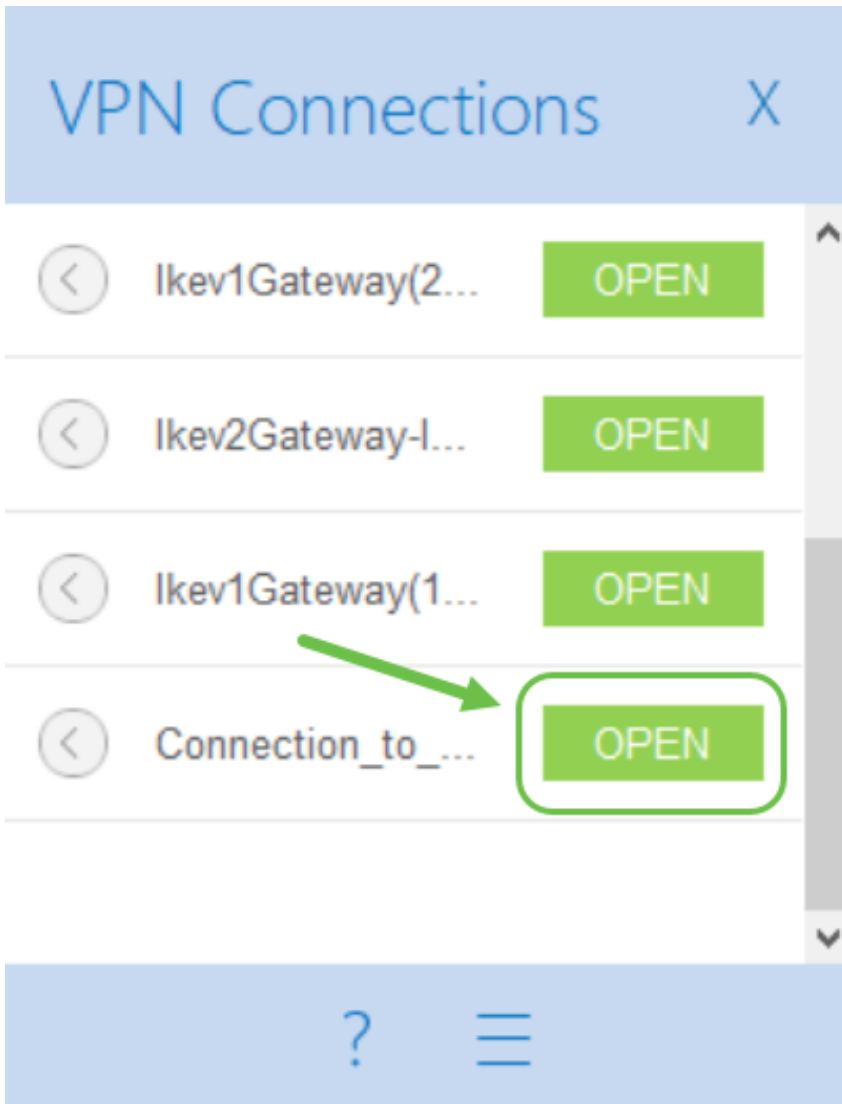 VPN Connections X
Ikev1Gateway(2... OPEN
Ikev2Gateway-I... OPEN
Ikev1Gateway(1... OPEN
Connection_to_... OPEN
?